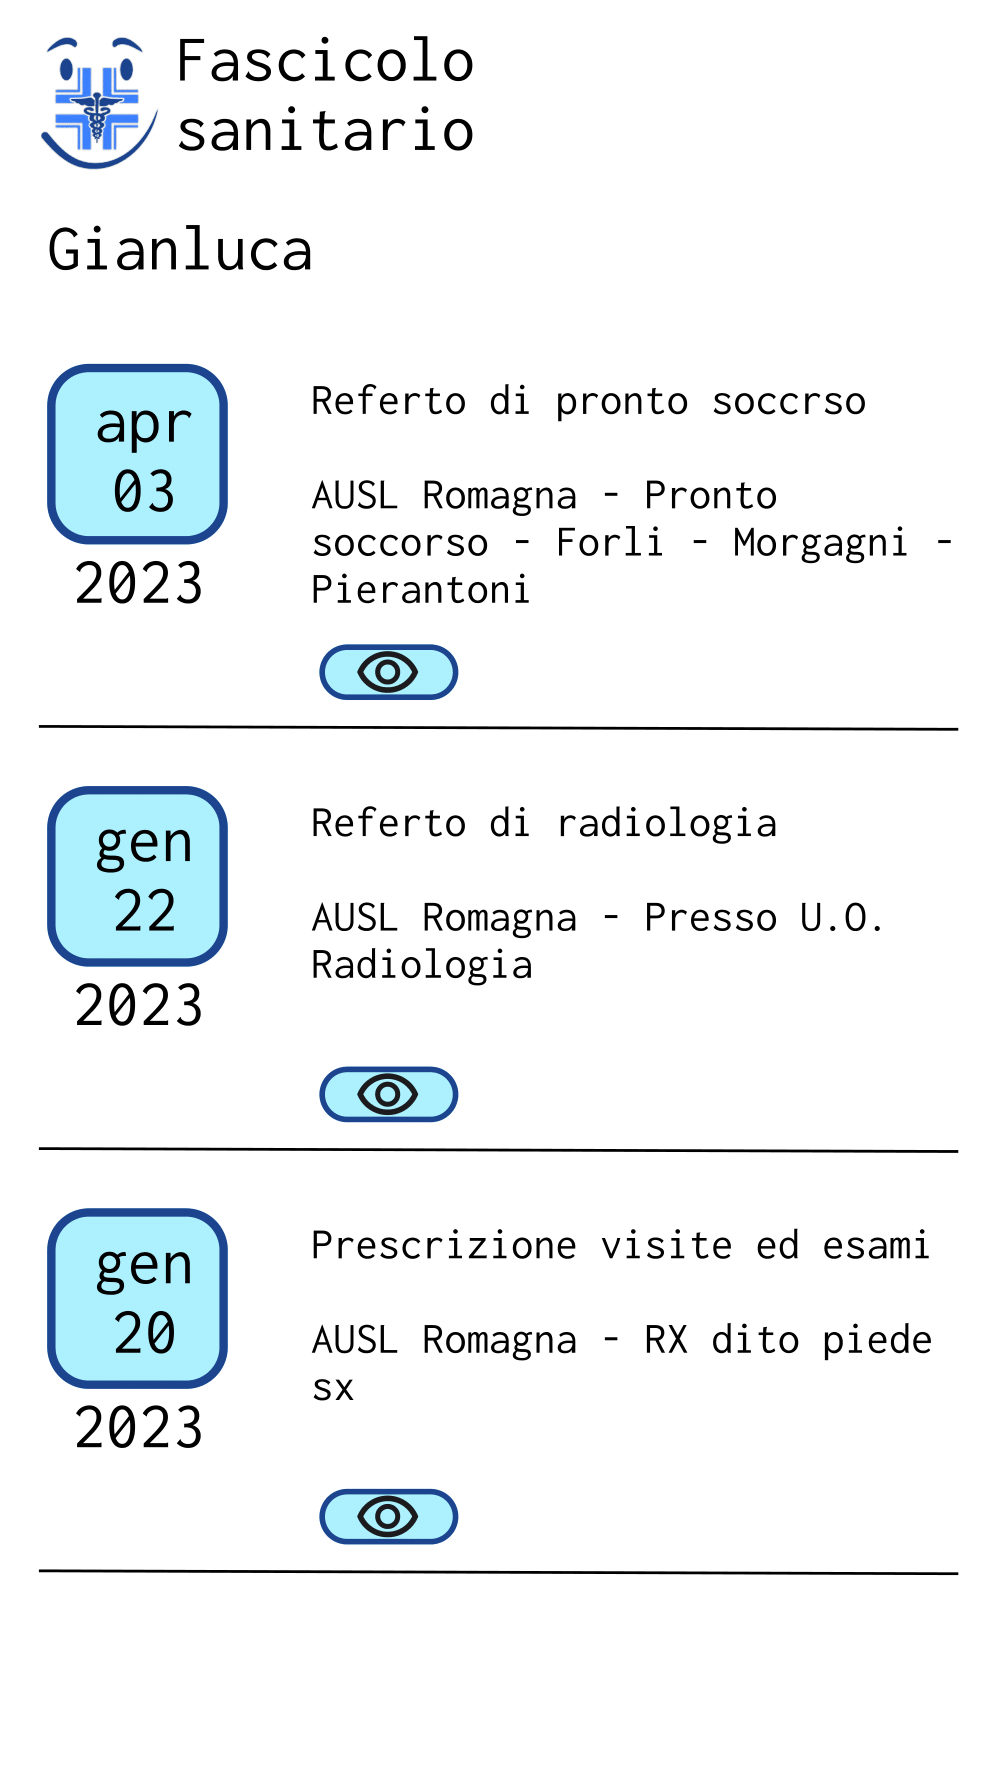 Fascicolo
sanitario
Gianluca
apr
03
2023
Referto di pronto soccrso
AUSL Romagna - Pronto
soccorso - Forli - Morgagni -
Pierantoni
gen
22
2023
Referto di radiologia
AUSL Romagna - Presso U.O.
Radiologia
gen
20
2023
Prescrizione visite ed esami
AUSL Romagna - RX dito piede
sx